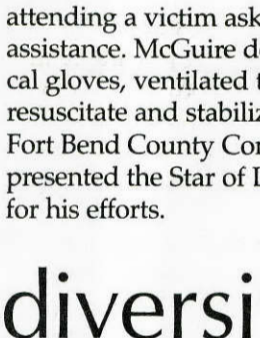 attending a victim ask
assistance. McGuire d
cal gloves, ventilated t
resuscitate and stabiliz
Fort Bend County Co
presented the Star of
for his efforts.
diversi